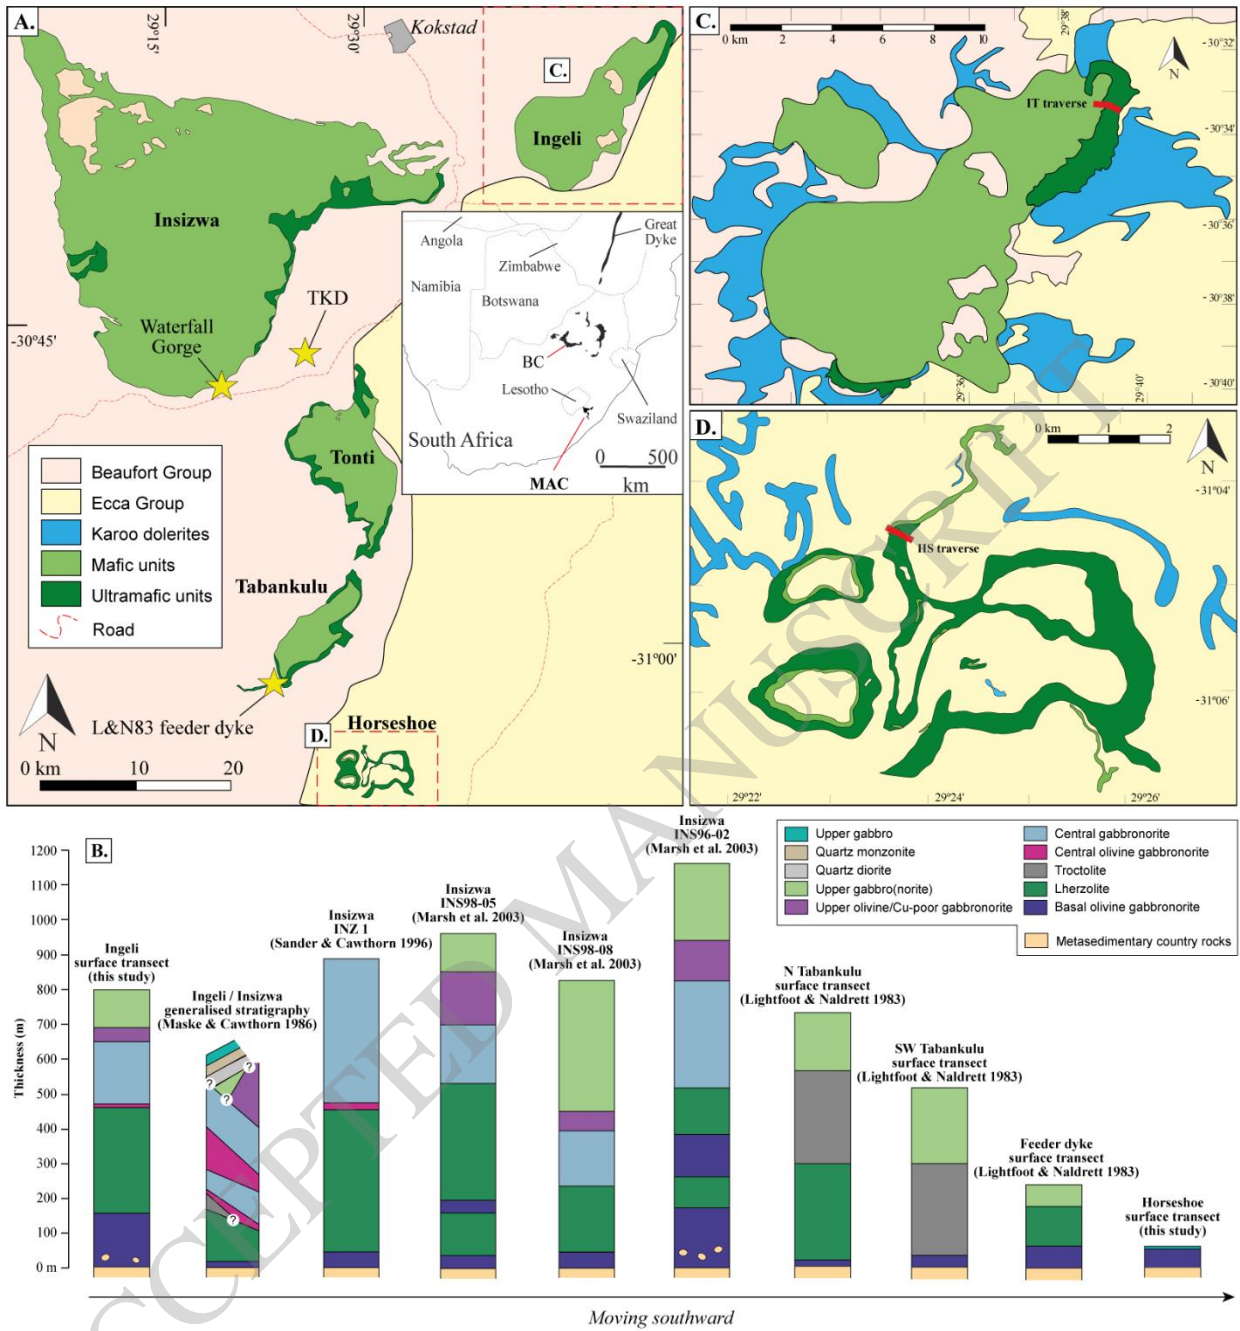 A.
29°15'
29°30'
Kokstad
C.
Ingeli
Insizwa
-30°45'
Waterfall
Gorge
TKD
Tonti
Tabankulu
-31°00'
L&N83 feeder dyke
Horseshoe
D.
N
0 km 10 20
Beaufort Group
Ecca Group
Karoo dolerites
Mafic units
Ultramafic units
Road
Angola
Zimbabwe
Great
Dyke
Namibia
Botswana
BC
Lesotho
Swaziland
South Africa
MAC
0 500
km
C.
0 km 2 4 6 8 10
29°38'
-30°32'
N
IT traverse
-30°34'
-30°36'
-30°38'
29°36'
29°40'
-30°40'
D.
0 km 1 2
N
-31°04'
HS traverse
-31°06'
29°22' 29°24' 29°26'
B.
Thickness (m)
1200
1100
1000
900
800
700
600
500
400
300
200
100
0 m
Ingeli
surface transect
(this study)
Ingeli / Insizwa
generalised stratigraphy
(Maske & Cawthorn 1986)
?
?
?
?
Insizwa
INZ 1
(Sander & Cawthorn 1996)
Insizwa
INS98-05
(Marsh et al. 2003)
Insizwa
INS98-08
(Marsh et al. 2003)
Insizwa
INS96-02
(Marsh et al. 2003)
N Tabankulu
surface transect
(Lightfoot & Naldrett 1983)
SW Tabankulu
surface transect
(Lightfoot & Naldrett 1983)
Feeder dyke
surface transect
(Lightfoot & Naldrett 1983)
Horseshoe
surface transect
(this study)
Upper gabbro
Quartz monzonite
Quartz diorite
Upper gabbro(norite)
Upper olivine/Cu-poor gabbronorite
Central gabbronorite
Central olivine gabbronorite
Troctolite
Lherzolite
Basal olivine gabbronorite
Metasedimentary country rocks
Moving southward
CCEPTED MANUSCRIPT